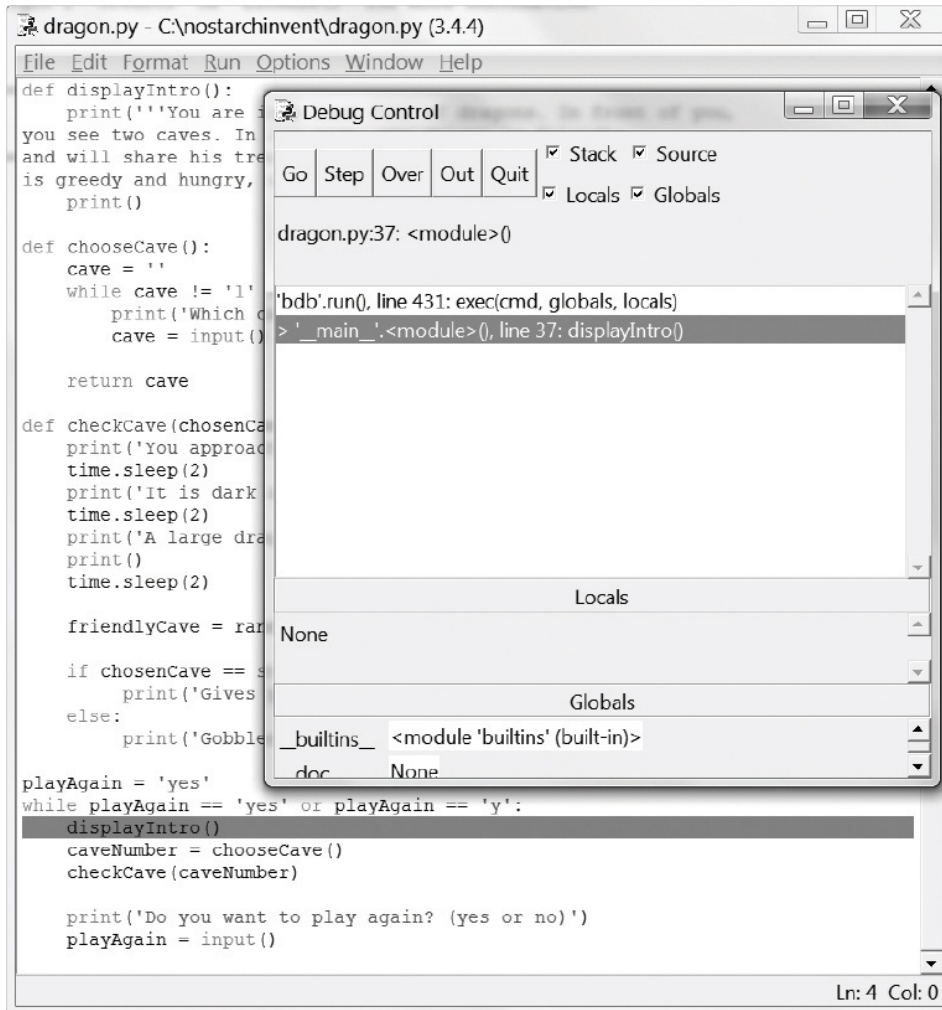 dragon.py - C:\nostarchinvent\dragon.py (3.4.4)
File Edit Format Run Options Window Help
def displayIntro():
    print('''You are
you see two caves. In
and will share his tre
is greedy and hungry,
    print()
def chooseCave():
    cave = ''
    while cave != '1'
        print('Which
        cave = input()
    return cave
def checkCave(chosenCa
    print('You approac
    time.sleep(2)
    print('It is dark
    time.sleep(2)
    print('A large dra
    print()
    time.sleep(2)
    friendlyCave = ran
    if chosenCave == s
        print('Gives
    else:
        print('Gobble
playAgain = 'yes'
while playAgain == 'yes' or playAgain == 'y':
    displayIntro()
    caveNumber = chooseCave()
    checkCave(caveNumber)
    print('Do you want to play again? (yes or no)')
    playAgain = input()
Ln: 4 Col: 0
Debug Control
dragons. In front of you,
Go Step Over Out Quit
Stack Source
Locals Globals
dragon.py:37: <module>()
'bdb'.run(), line 431: exec(cmd, globals, locals)
> '__main__'.<module>(), line 37: displayIntro()
Locals
None
Globals
__builtins__ <module 'builtins' (built-in)>
__doc__ None